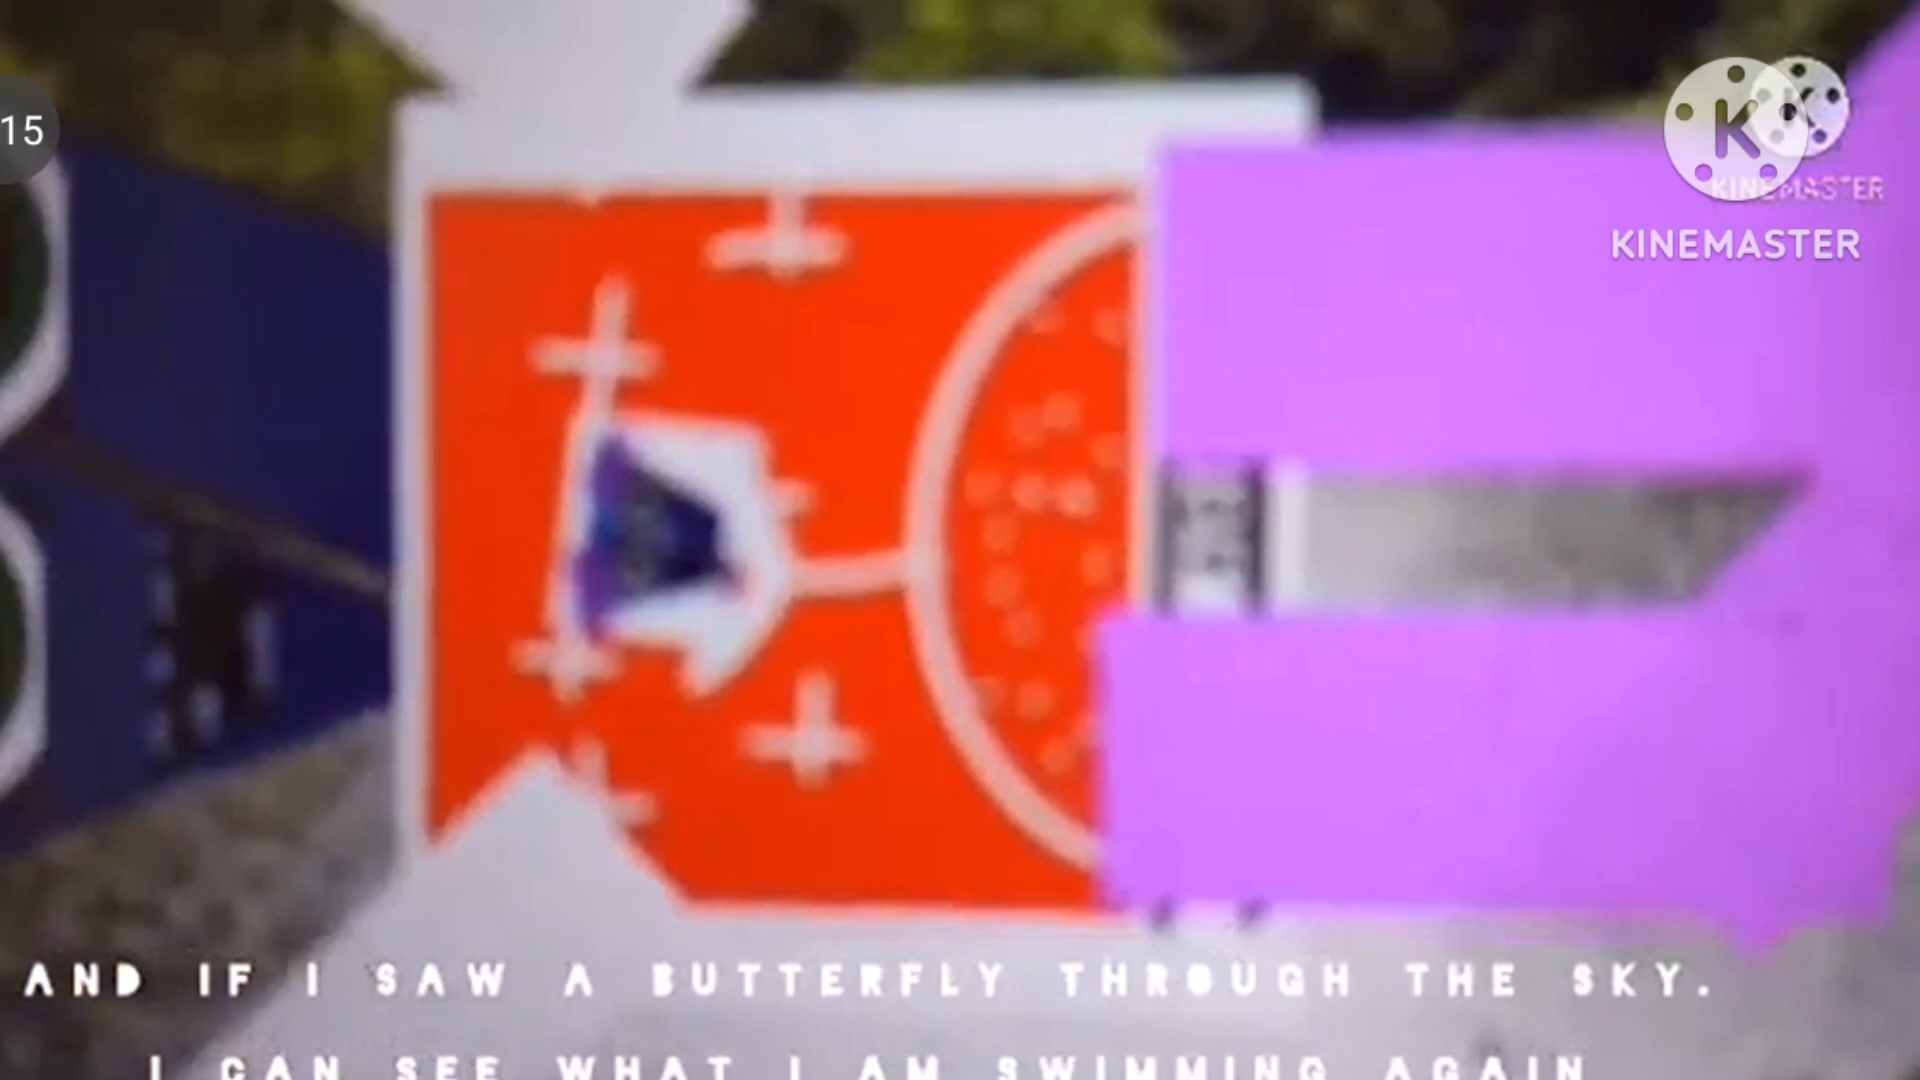 15
K
K
KINEMASTER
KINEMASTER
AND IF I SAW A BUTTERFLY THROUGH THE SKY.
I CAN SEE WHAT I AM SWIMMING AGAIN